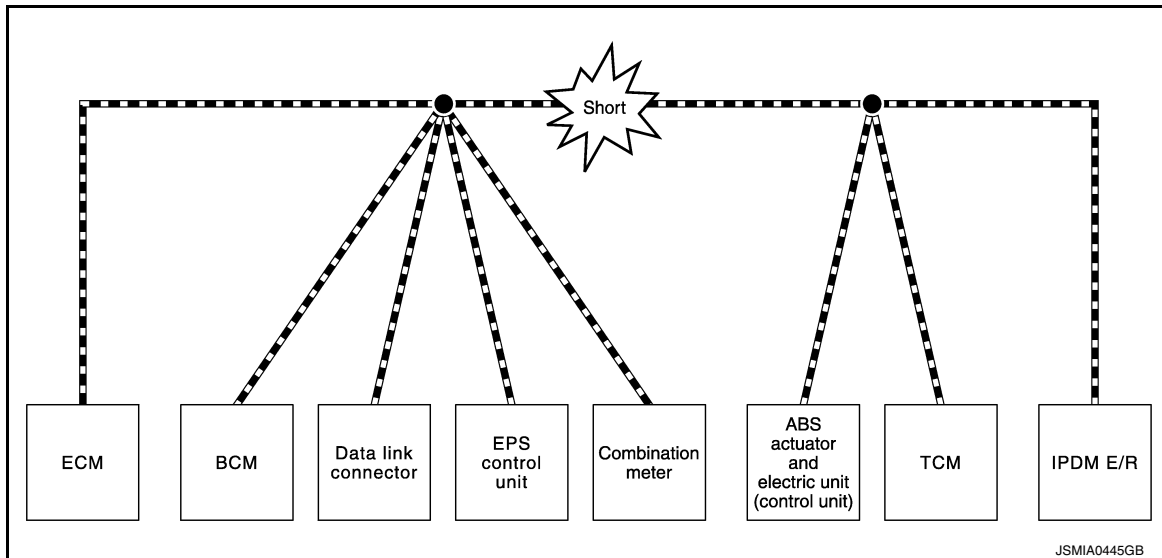 Short
ECM
BCM
Data link
connector
EPS
control
unit
Combination
meter
ABS
actuator
and
electric unit
(control unit)
TCM
IPDM E/R
JSMIA0445GB